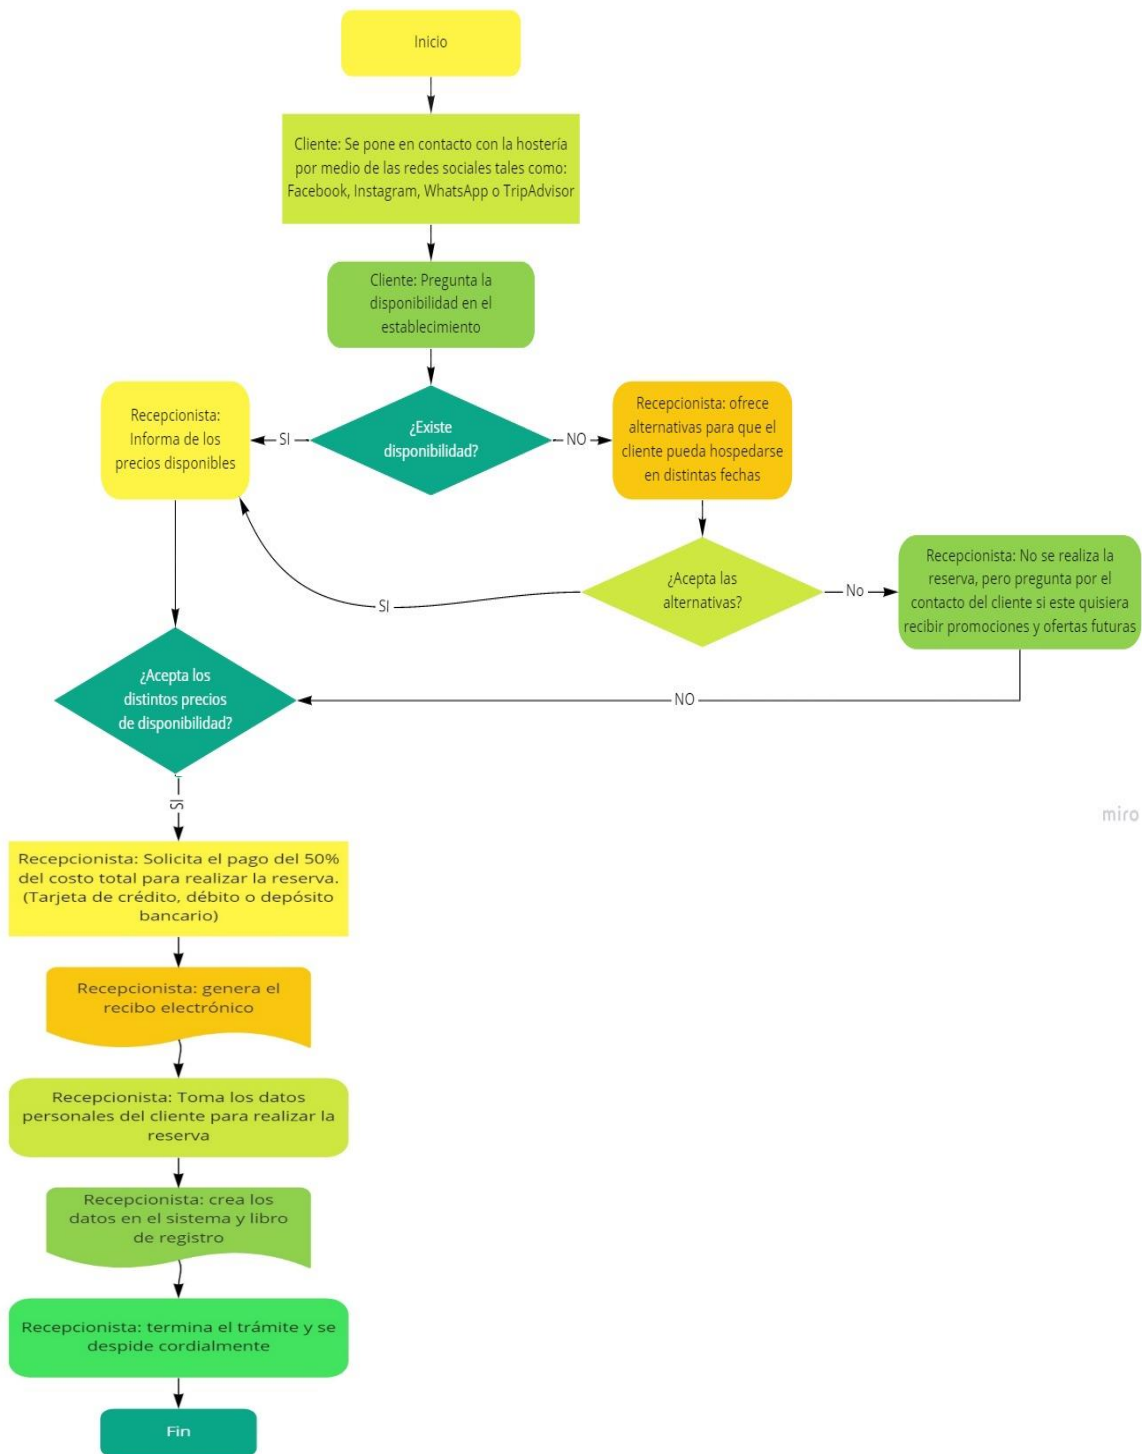 Inicio
Cliente: Se pone en contacto con la hostería
por medio de las redes sociales tales como:
Facebook, Instagram, WhatsApp o TripAdvisor
Cliente: Pregunta la
disponibilidad en el
establecimiento
¿Existe
disponibilidad?
SI
NO
Recepcionista:
Informa de los
precios disponibles
Recepcionista: ofrece
alternativas para que el
cliente pueda hospedarse
en distintas fechas
¿Acepta las
alternativas?
SI
No
Recepcionista: No se realiza la
reserva, pero pregunta por el
contacto del cliente si este quisiera
recibir promociones y ofertas futuras
NO
¿Acepta los
distintos precios
de disponibilidad?
SI
miro
Recepcionista: Solicita el pago del 50%
del costo total para realizar la reserva.
(Tarjeta de crédito, débito o depósito
bancario)
Recepcionista: genera el
recibo electrónico
Recepcionista: Toma los datos
personales del cliente para realizar la
reserva
Recepcionista: crea los
datos en el sistema y libro
de registro
Recepcionista: termina el trámite y se
despide cordialmente
Fin